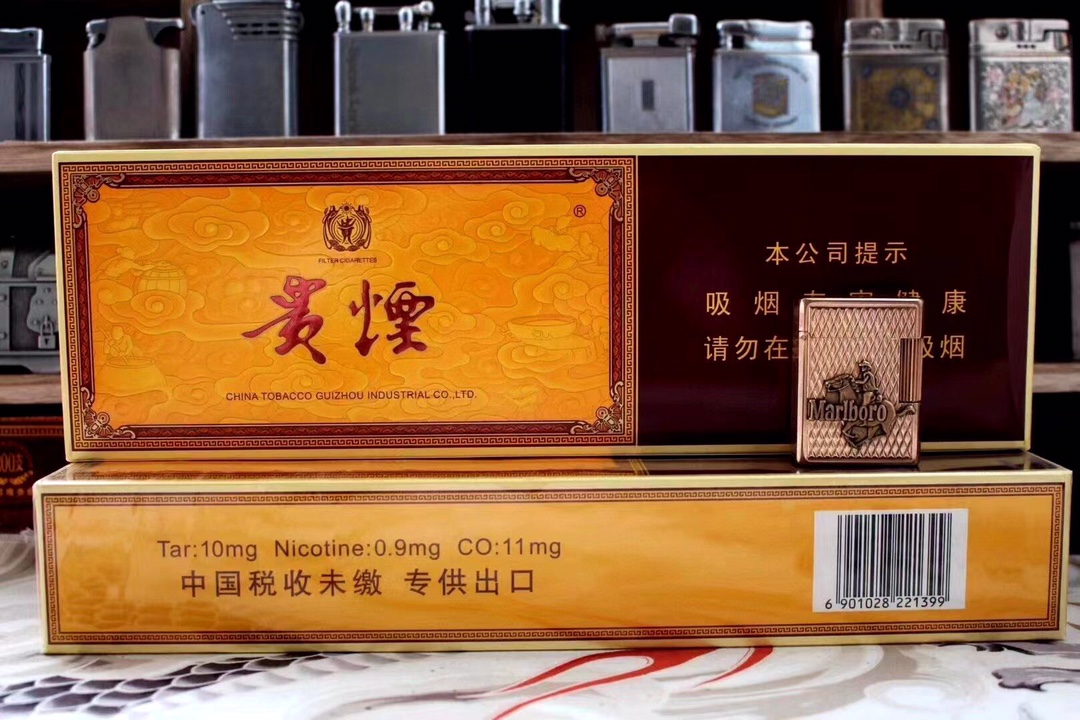 ®
FILTER CIGARETTES
貴煙
CHINA TOBACCO GUIZHOU INDUSTRIAL CO.,LTD.
本公司提示
吸烟 健康
请勿在 吸烟
Marlboro
Tar:10mg Nicotine:0.9mg CO:11mg
中国税收未缴 专供出口
6 901028 221399